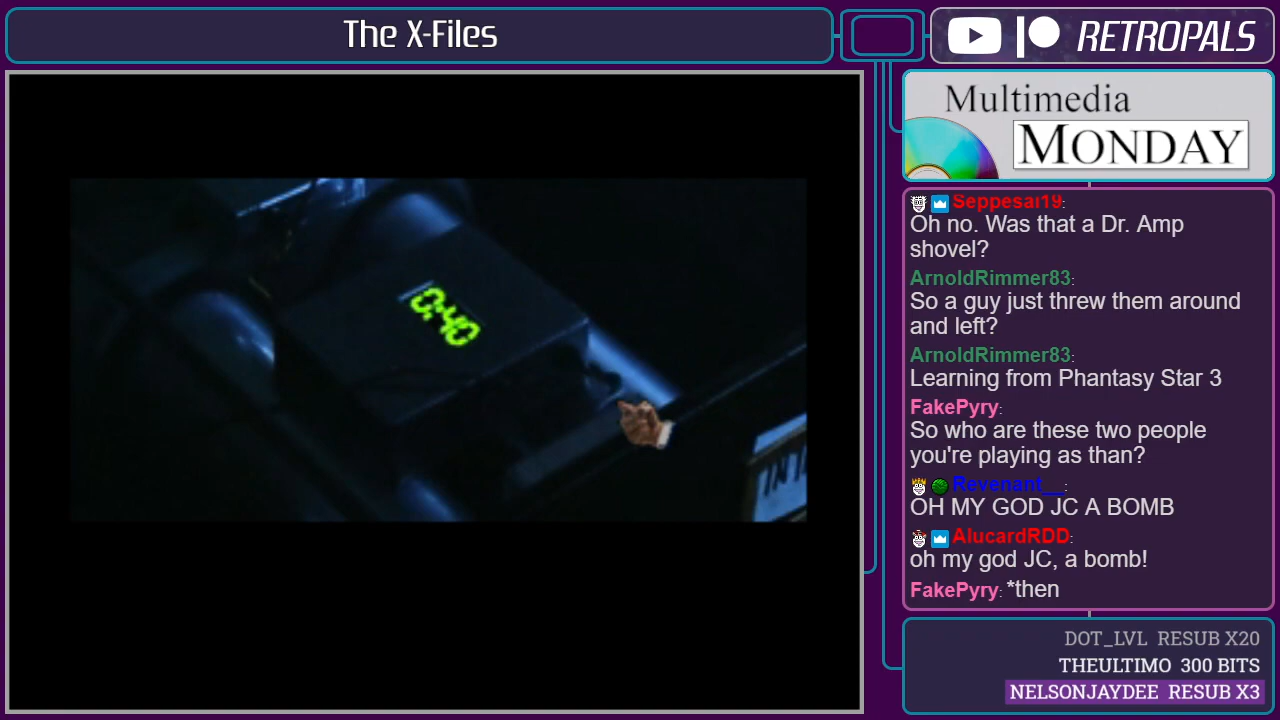 The X-Files
RETROPALS
Multimedia
MONDAY
0:40
Seppesai19:
Oh no. Was that a Dr. Amp
shovel?
ArnoldRimmer83:
So a guy just threw them around
and left?
ArnoldRimmer83:
Learning from Phantasy Star 3
FakePyry:
So who are these two people
you're playing as than?
Revenant__:
OH MY GOD JC A BOMB
AlucardRDD:
oh my god JC, a bomb!
FakePyry: *then
DOT_LVL RESUB X20
THEULTIMO 300 BITS
NELSONJAYDEE RESUB X3